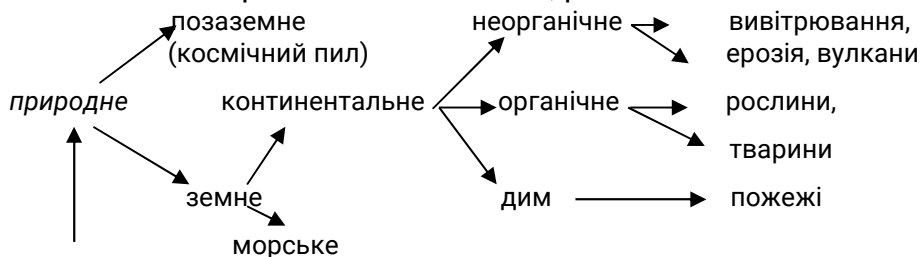 позаземне неорганічне вивітрювання,
(космічний пил) ерозія, вулкани
природне континентальне органічне рослини,
тварини
земне дим пожежі
морське